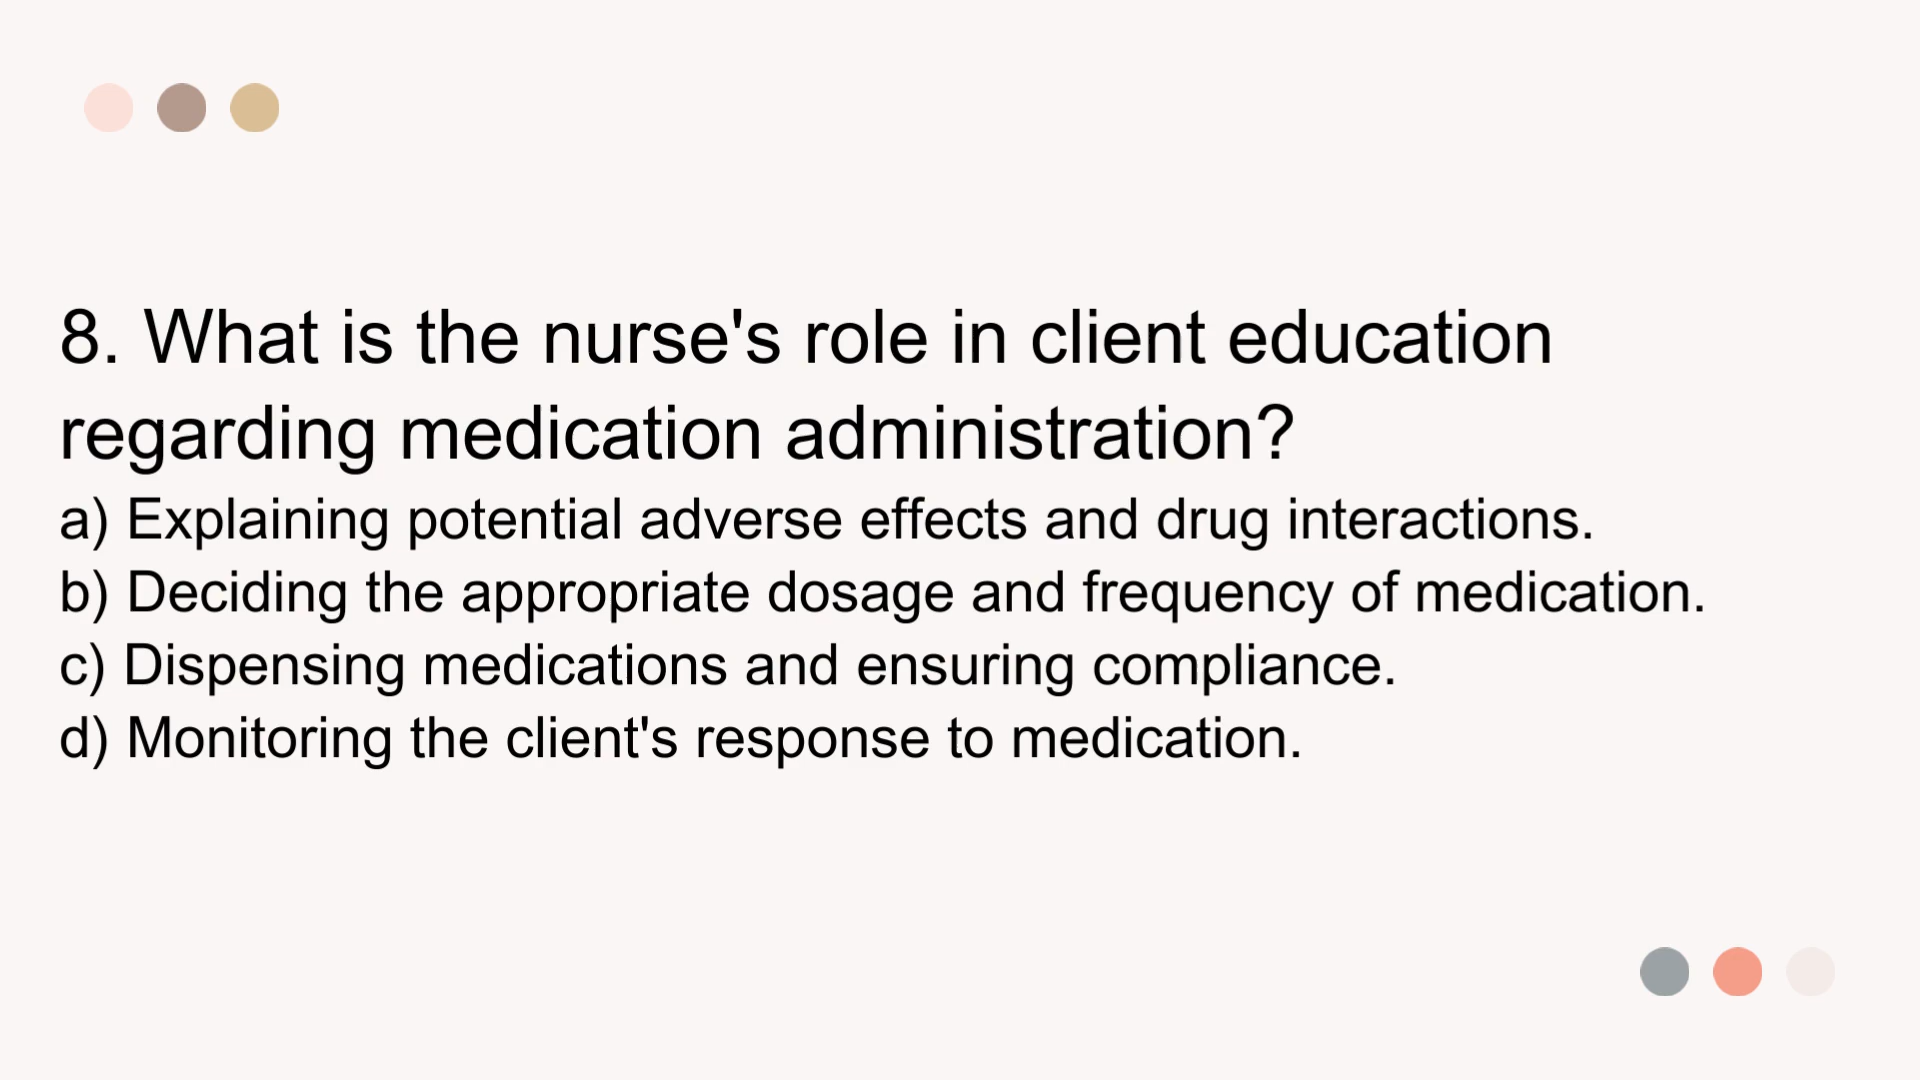 8. What is the nurse's role in client education
regarding medication administration?
a) Explaining potential adverse effects and drug interactions.
b) Deciding the appropriate dosage and frequency of medication.
c) Dispensing medications and ensuring compliance.
d) Monitoring the client's response to medication.